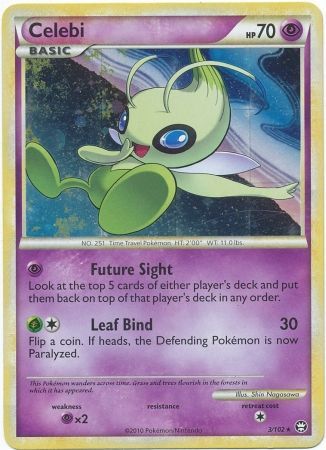 Celebi
HP 70
BASIC
NO. 251 Time Travel Pokémon HT: 2'00" WT: 11.0 lbs.
Future Sight
Look at the top 5 cards of either player's deck and put
them back on top of that player's deck in any order.
Leaf Bind 30
Flip a coin. If heads, the Defending Pokémon is now
Paralyzed.
This Pokémon wanders across time. Grass and trees flourish in the forests in
which it has appeared.
Illus. Shin Nagasawa
weakness resistance retreat cost
×2
©2010 Pokémon/Nintendo 3/102 ★